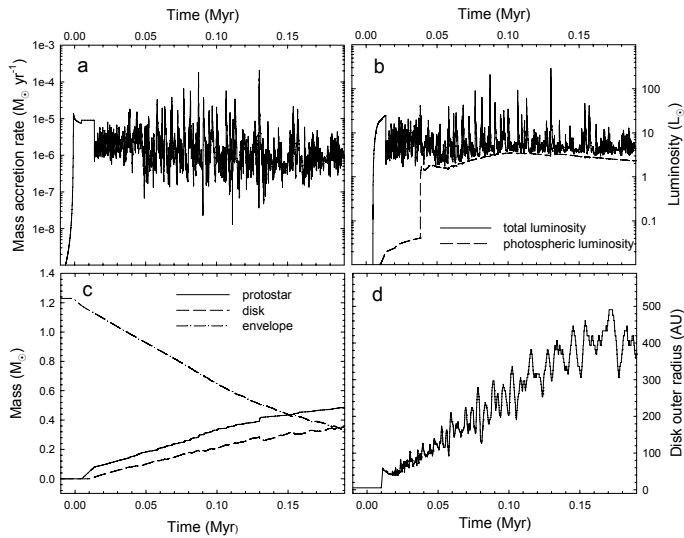 Time (Myr)
Time (Myr)
0.00 0.05 0.10 0.15
0.00 0.05 0.10 0.15
a
b
1e-3
1e-4
1e-5
1e-6
1e-7
1e-8
Mass accretion rate (M⊙ yr⁻¹)
100
10
1
0.1
Luminosity (L⊙)
total luminosity
photospheric luminosity
c
d
protostar
disk
envelope
1.4
1.2
1.0
0.8
0.6
0.4
0.2
0.0
Mass (M⊙)
500
400
300
200
100
0
Disk outer radius (AU)
0.00 0.05 0.10 0.15
0.00 0.05 0.10 0.15
Time (Myr)
Time (Myr)